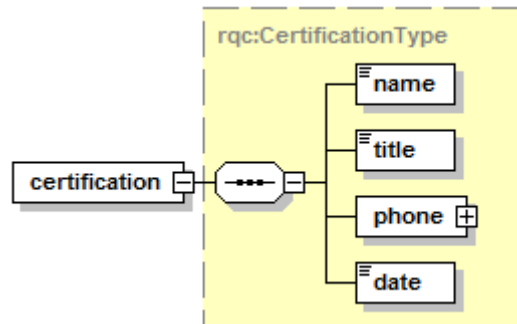 rqc:CertificationType
name
title
certification
phone
date